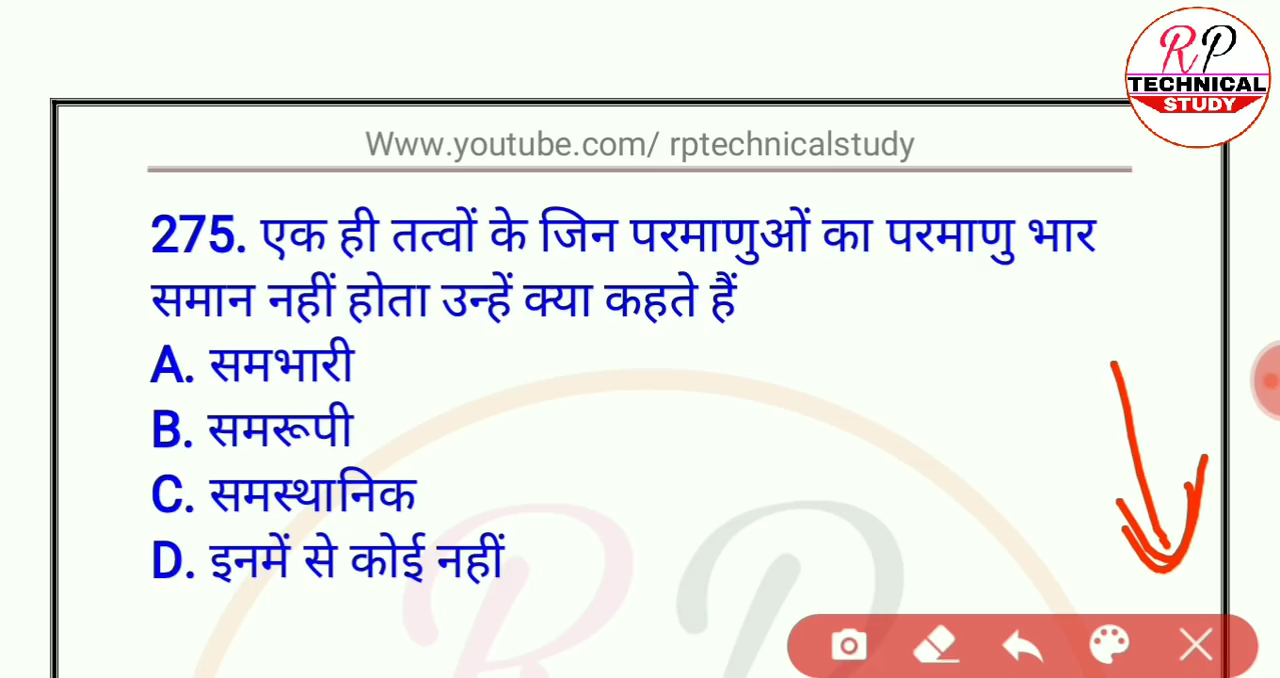 RP
TECHNICAL
STUDY
Www.youtube.com/ rptechnicalstudy
275. एक ही तत्वों के जिन परमाणुओं का परमाणु भार
समान नहीं होता उन्हें क्या कहते हैं
A. समभारी
B. समरूपी
C. समस्थानिक
D. इनमें से कोई नहीं
RP